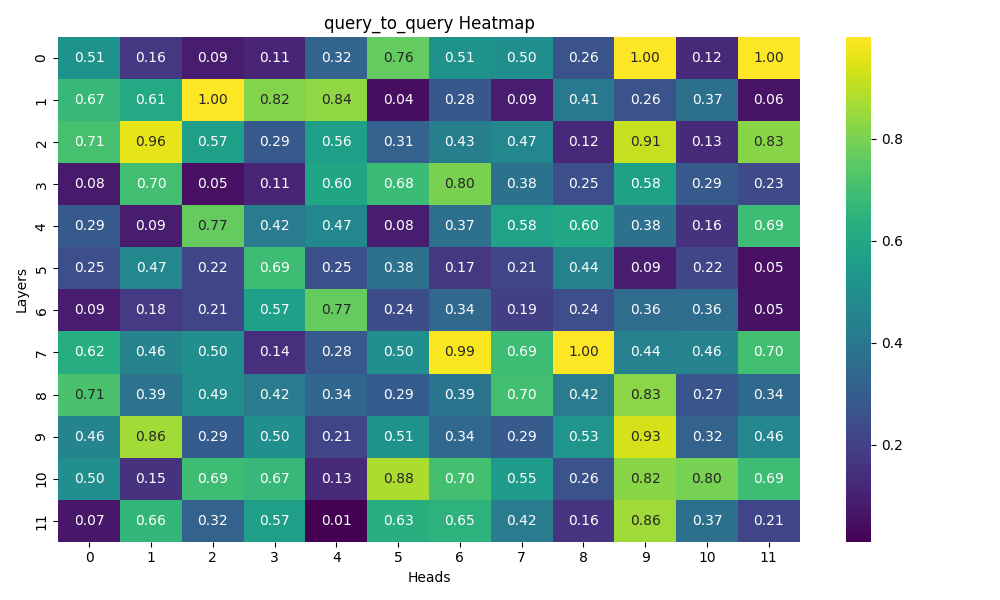 query_to_query Heatmap
0 0.51 0.16 0.09 0.11 0.32 0.76 0.51 0.50 0.26 1.00 0.12 1.00
1 0.67 0.61 1.00 0.82 0.84 0.04 0.28 0.09 0.41 0.26 0.37 0.06
2 0.71 0.96 0.57 0.29 0.56 0.31 0.43 0.47 0.12 0.91 0.13 0.83
3 0.08 0.70 0.05 0.11 0.60 0.68 0.80 0.38 0.25 0.58 0.29 0.23
4 0.29 0.09 0.77 0.42 0.47 0.08 0.37 0.58 0.60 0.38 0.16 0.69
5 0.25 0.47 0.22 0.69 0.25 0.38 0.17 0.21 0.44 0.09 0.22 0.05
6 0.09 0.18 0.21 0.57 0.77 0.24 0.34 0.19 0.24 0.36 0.36 0.05
7 0.62 0.46 0.50 0.14 0.28 0.50 0.99 0.69 1.00 0.44 0.46 0.70
8 0.71 0.39 0.49 0.42 0.34 0.29 0.39 0.70 0.42 0.83 0.27 0.34
9 0.46 0.86 0.29 0.50 0.21 0.51 0.34 0.29 0.53 0.93 0.32 0.46
10 0.50 0.15 0.69 0.67 0.13 0.88 0.70 0.55 0.26 0.82 0.80 0.69
11 0.07 0.66 0.32 0.57 0.01 0.63 0.65 0.42 0.16 0.86 0.37 0.21
0 1 2 3 4 5 6 7 8 9 10 11
Heads
Layers
0.8
0.6
0.4
0.2